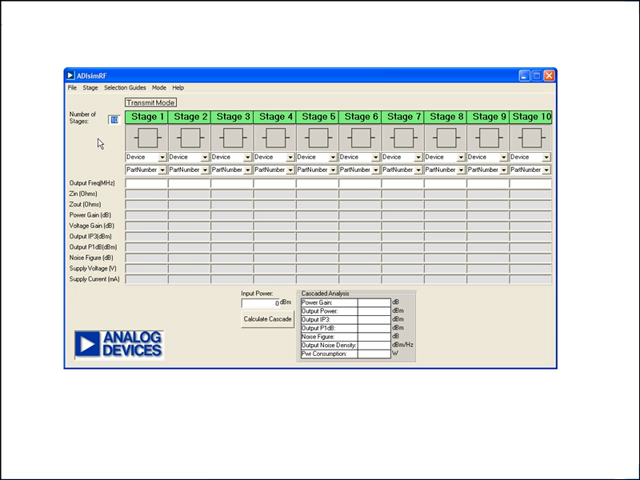 ADIsimRF
File Stage Selection Guides Mode Help
Transmit Mode
Number of
Stages: 10
Stage 1 Stage 2 Stage 3 Stage 4 Stage 5 Stage 6 Stage 7 Stage 8 Stage 9 Stage 10
Device Device Device Device Device Device Device Device Device Device
PartNumber PartNumber PartNumber PartNumber PartNumber PartNumber PartNumber PartNumber PartNumber PartNumber
Output Freq(MHz)
Zin (Ohms)
Zout (Ohms)
Power Gain (dB)
Voltage Gain (dB)
Output IP3(dBm)
Output P1dB(dBm)
Noise Figure (dB)
Supply Voltage (V)
Supply Current (mA)
Input Power:
0 dBm
Calculate Cascade
Cascaded Analysis
Power Gain: dB
Output Power: dBm
Output IP3: dBm
Output P1dB: dBm
Noise Figure: dB
Output Noise Density: dBm/Hz
Pwr Consumption: W
ANALOG
DEVICES